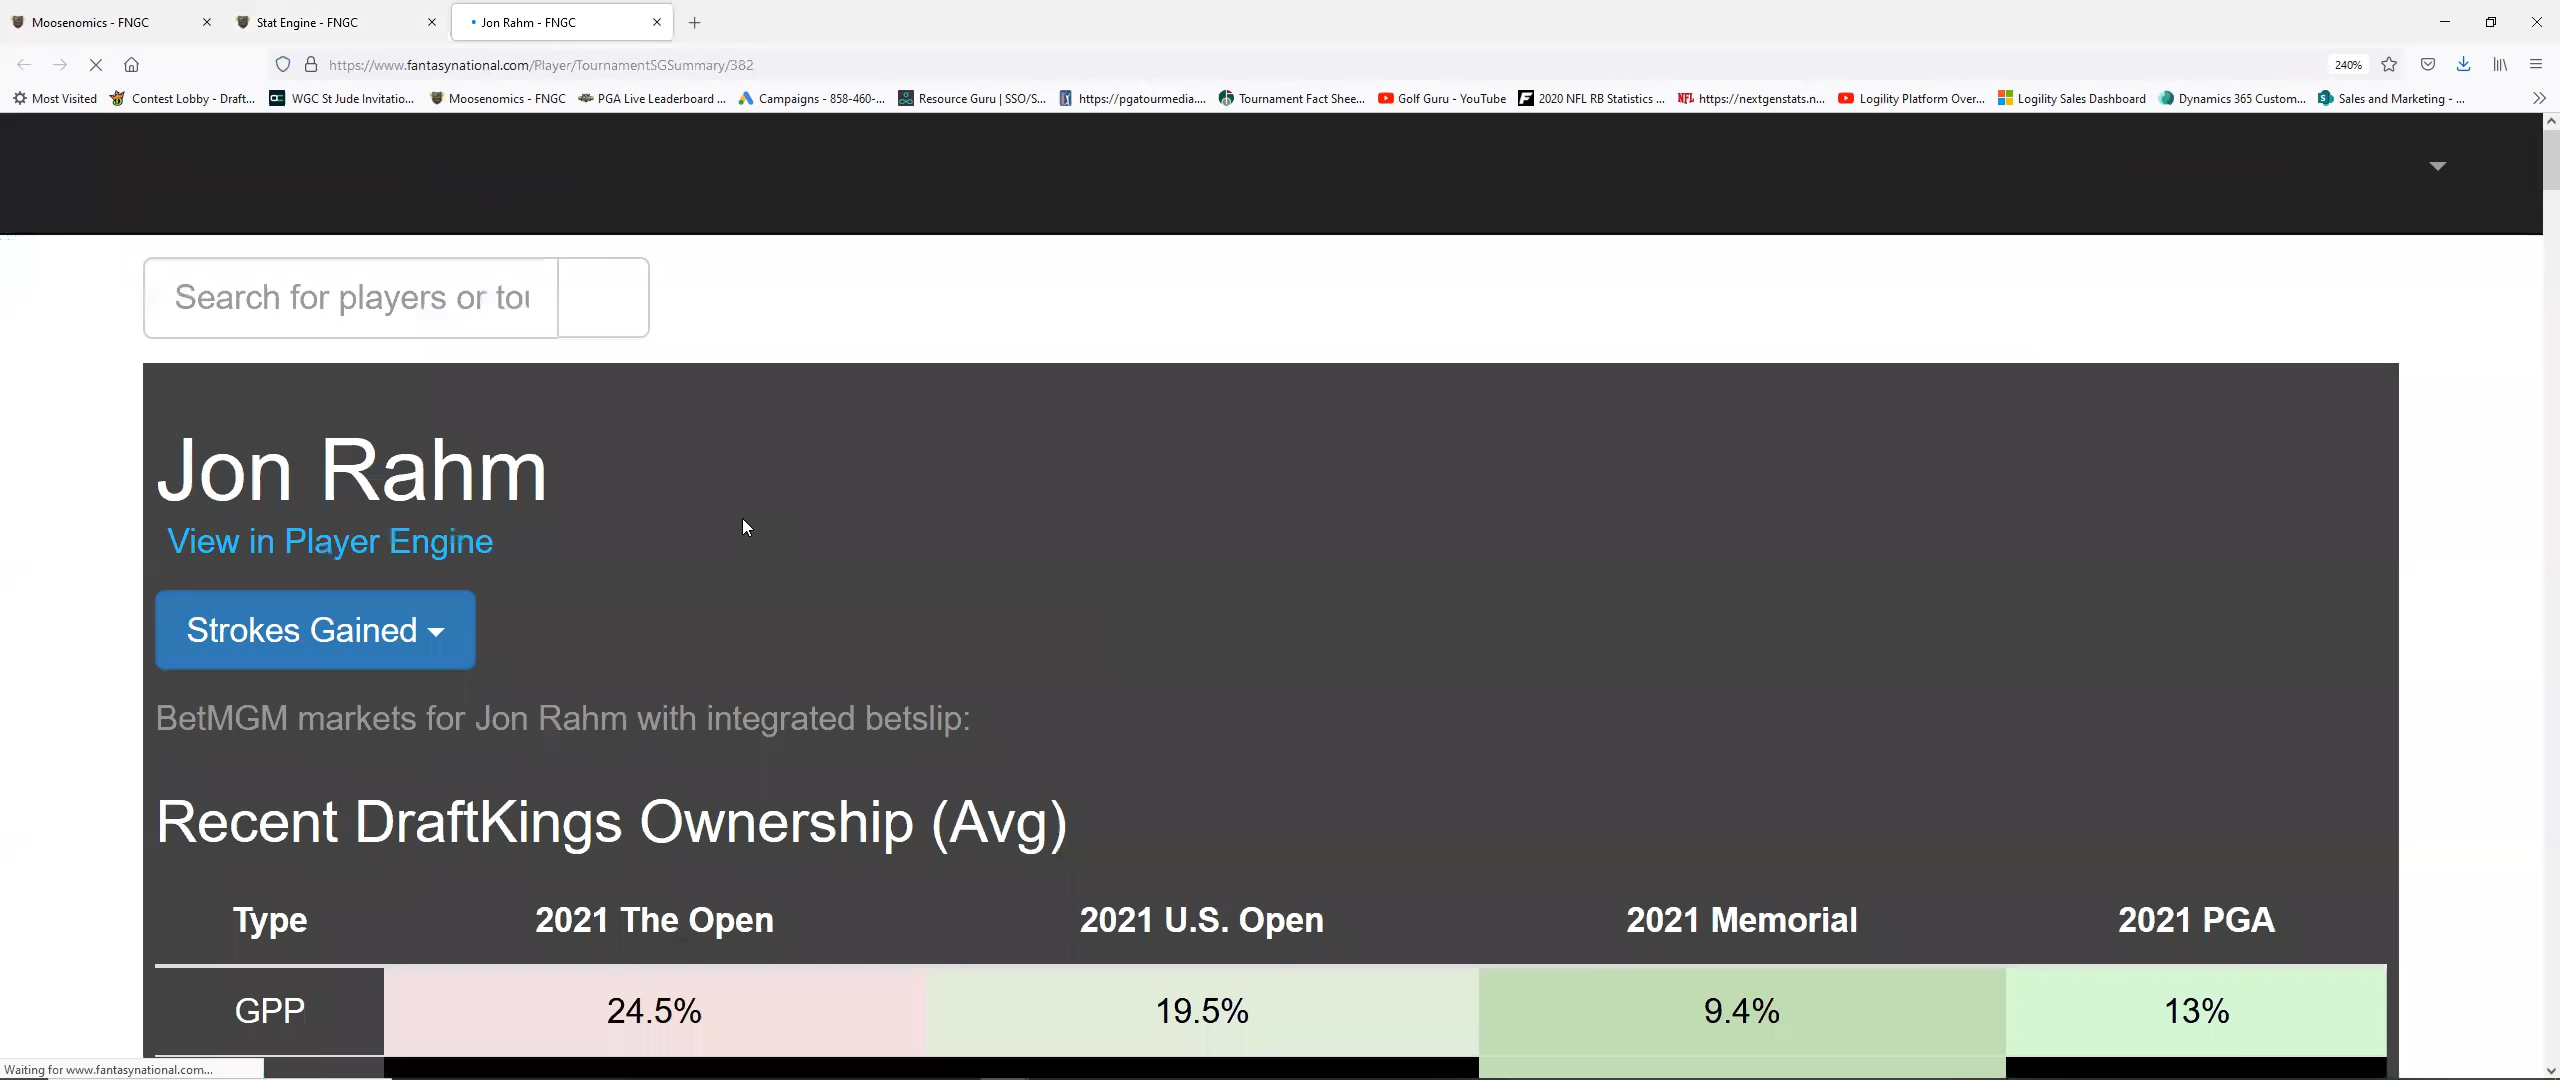 Moosenomics - FNGC
Stat Engine - FNGC
Jon Rahm - FNGC
https://www.fantasynational.com/Player/TournamentSGSummary/382
240%
Most Visited
Contest Lobby - Draft...
WGC St Jude Invitatio...
Moosenomics - FNGC
PGA Live Leaderboard ...
Campaigns - 858-460-...
Resource Guru | SSO/S...
https://pgatourmedia....
Tournament Fact Shee...
Golf Guru - YouTube
2020 NFL RB Statistics ...
https://nextgenstats.n...
Logility Platform Over...
Logility Sales Dashboard
Dynamics 365 Custom...
Sales and Marketing - ...
Search for players or tou
Jon Rahm
View in Player Engine
Strokes Gained
BetMGM markets for Jon Rahm with integrated betslip:
Recent DraftKings Ownership (Avg)
Type 2021 The Open 2021 U.S. Open 2021 Memorial 2021 PGA
GPP 24.5% 19.5% 9.4% 13%
Waiting for www.fantasynational.com...